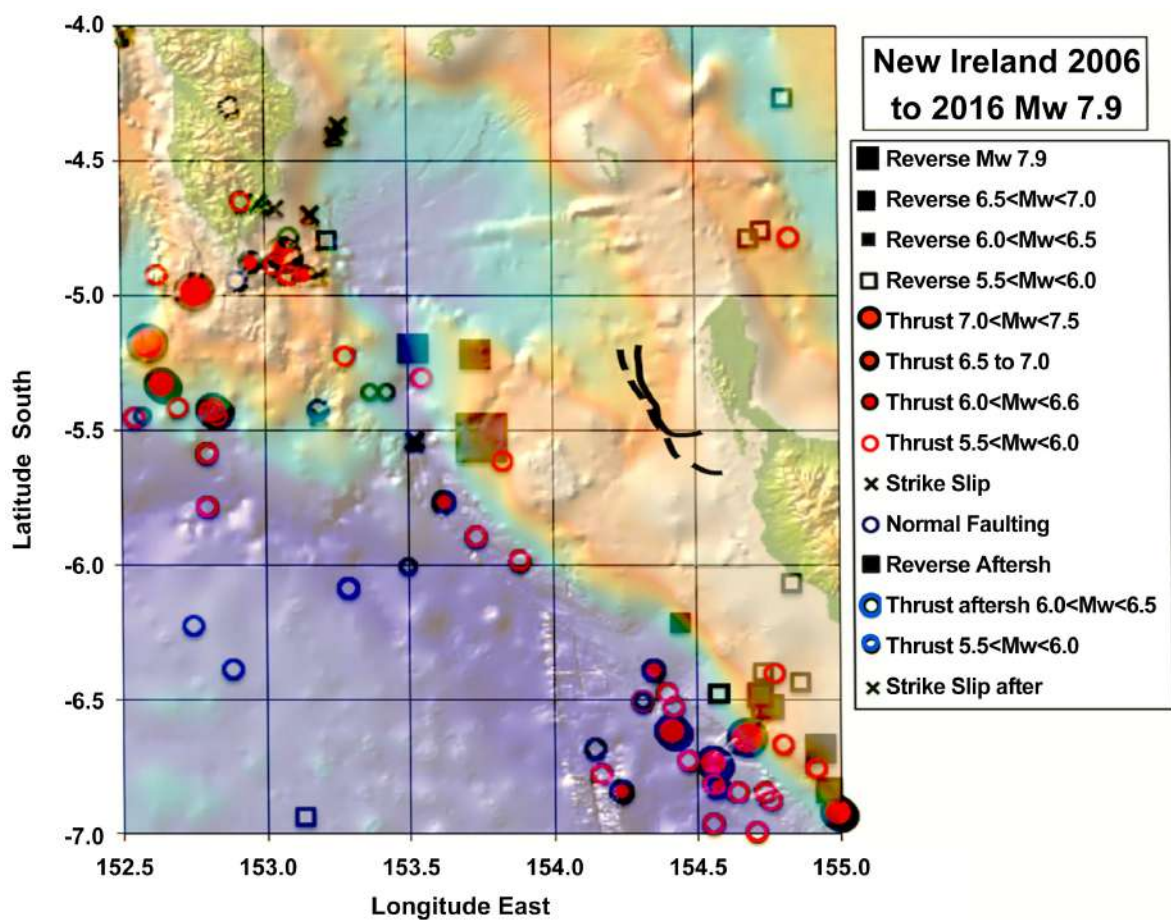 New Ireland 2006
to 2016 Mw 7.9
Reverse Mw 7.9
Reverse 6.5<Mw<7.0
Reverse 6.0<Mw<6.5
Reverse 5.5<Mw<6.0
Thrust 7.0<Mw<7.5
Thrust 6.5 to 7.0
Thrust 6.0<Mw<6.6
Thrust 5.5<Mw<6.0
Strike Slip
Normal Faulting
Reverse Aftersh
Thrust aftersh 6.0<Mw<6.5
Thrust 5.5<Mw<6.0
Strike Slip after
Latitude South
-4.0
-4.5
-5.0
-5.5
-6.0
-6.5
-7.0
152.5 153.0 153.5 154.0 154.5 155.0
Longitude East